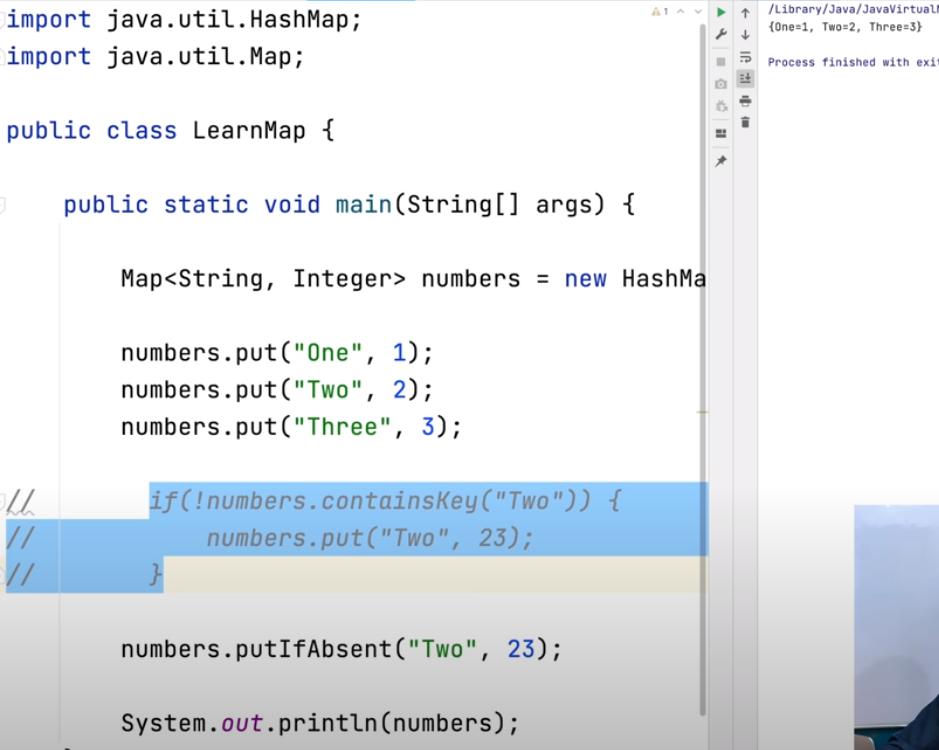 import java.util.HashMap;
import java.util.Map;
public class LearnMap {
public static void main(String[] args) {
Map<String, Integer> numbers = new HashMa
numbers.put("One", 1);
numbers.put("Two", 2);
numbers.put("Three", 3);
// if(!numbers.containsKey("Two")) {
// numbers.put("Two", 23);
// }
numbers.putIfAbsent("Two", 23);
System.out.println(numbers);
1
/Library/Java/JavaVirtualM
{One=1, Two=2, Three=3}
Process finished with exit